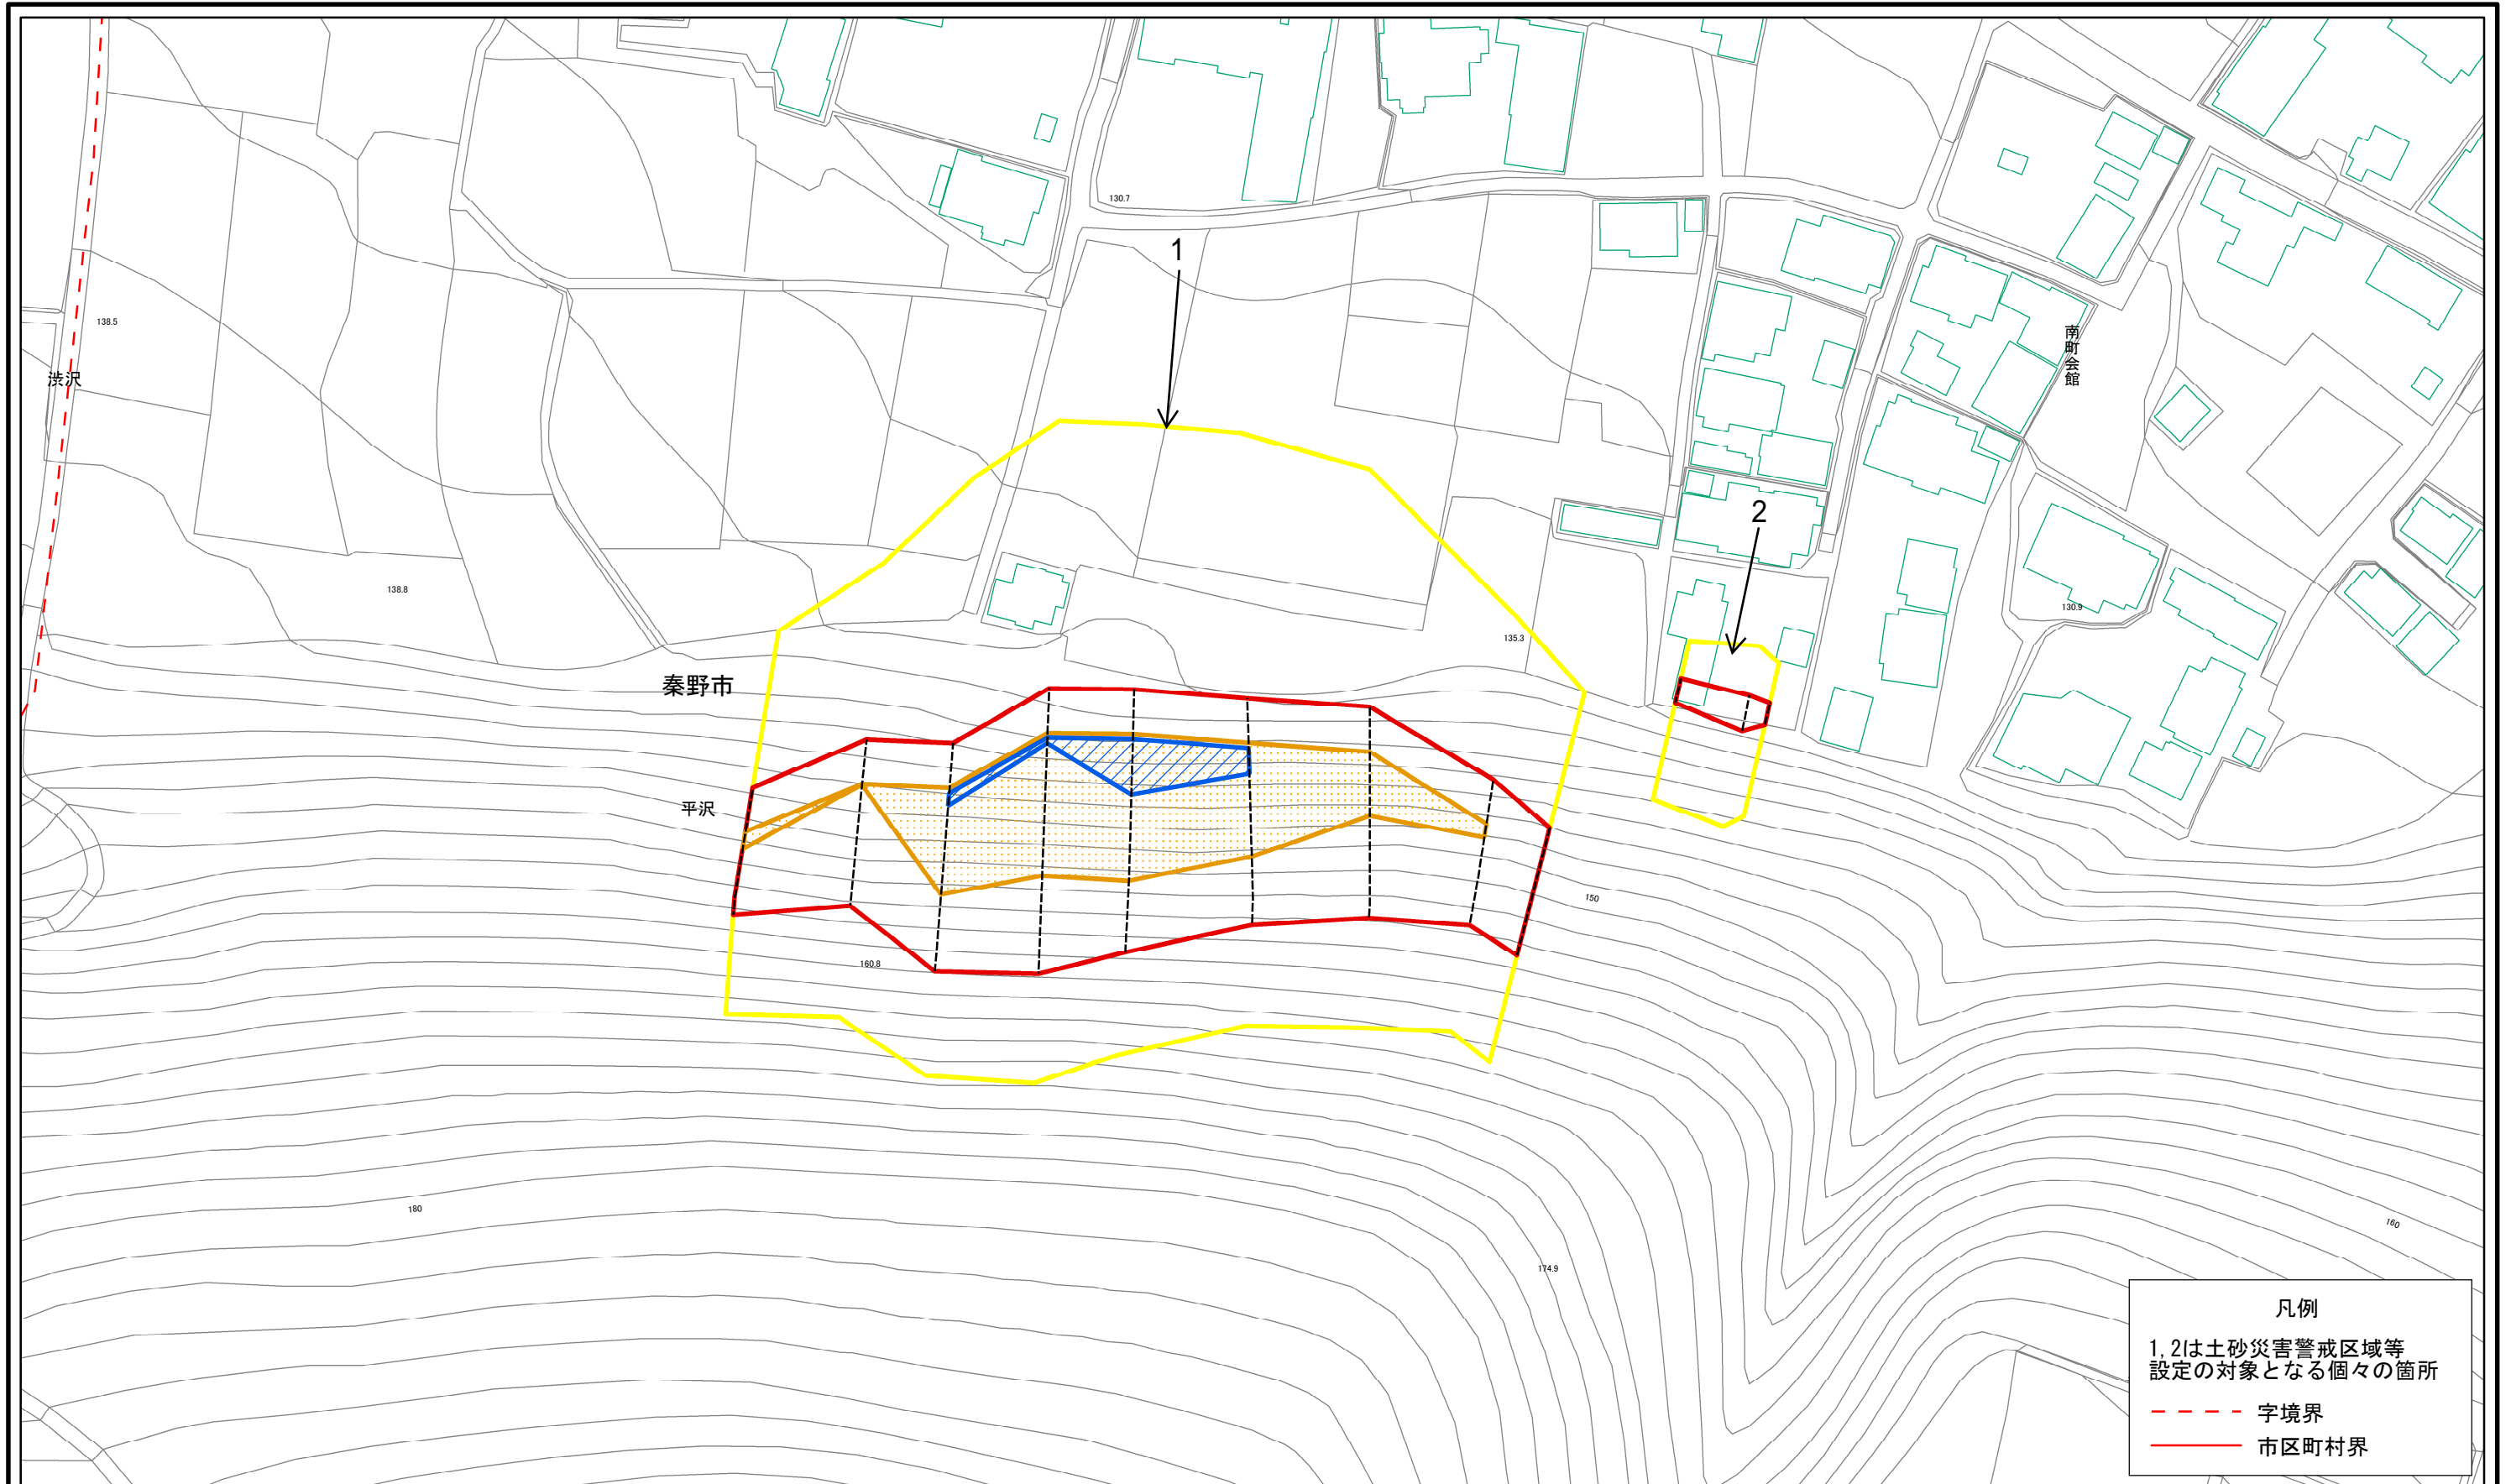 130.7
1
138.5
渋沢
南町会館
2
138.8
130.9
135.3
秦野市
平沢
150
160.8
180
160
174.9
凡例
1,2は土砂災害警戒区域等
設定の対象となる個々の箇所
字境界
市区町村界